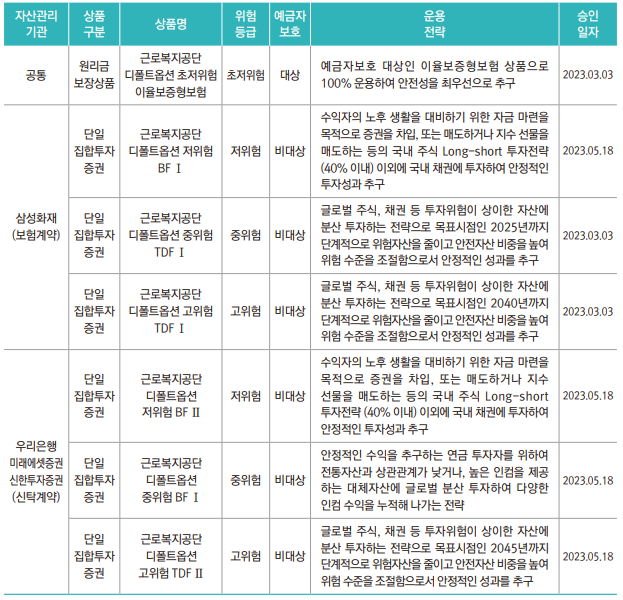 자산관리
기관
상품
구분
상품명
위험
등급
예금자
보호
운용
전략
승인
일자
공통
원리금
보장상품
근로복지공단
디폴트옵션 초저위험
이율보증형보험
초저위험
대상
예금자보호 대상인 이율보증형보험 상품으로
100% 운용하여 안전성을 최우선으로 추구
2023.03.03
삼성화재
(보험계약)
단일
집합투자
증권
근로복지공단
디폴트옵션 저위험
BF Ⅰ
저위험
비대상
수익자의 노후 생활을 대비하기 위한 자금 마련을
목적으로 증권을 차입, 또는 매도하거나 지수 선물을
매도하는 등의 국내 주식 Long-short 투자전략
(40% 이내) 이외에 국내 채권에 투자하여 안정적인
투자성과 추구
2023.05.18
단일
집합투자
증권
근로복지공단
디폴트옵션 중위험
TDF Ⅰ
중위험
비대상
글로벌 주식, 채권 등 투자위험이 상이한 자산에
분산 투자하는 전략으로 목표시점인 2025년까지
단계적으로 위험자산을 줄이고 안전자산 비중을 높여
위험 수준을 조절함으로서 안정적인 성과를 추구
2023.03.03
단일
집합투자
증권
근로복지공단
디폴트옵션 고위험
TDF Ⅰ
고위험
비대상
글로벌 주식, 채권 등 투자위험이 상이한 자산에
분산 투자하는 전략으로 목표시점인 2040년까지
단계적으로 위험자산을 줄이고 안전자산 비중을 높여
위험 수준을 조절함으로서 안정적인 성과를 추구
2023.03.03
우리은행
미래에셋증권
신한투자증권
(신탁계약)
단일
집합투자
증권
근로복지공단
디폴트옵션
저위험 BF Ⅱ
저위험
비대상
수익자의 노후 생활을 대비하기 위한 자금 마련을
목적으로 증권을 차입, 또는 매도하거나 지수
선물을 매도하는 등의 국내 주식 Long-short
투자전략 (40% 이내) 이외에 국내 채권에 투자하여
안정적인 투자성과 추구
2023.05.18
단일
집합투자
증권
근로복지공단
디폴트옵션
중위험 BF Ⅰ
중위험
비대상
안정적인 수익을 추구하는 연금 투자자를 위하여
전통자산과 상관관계가 낮거나, 높은 인컴을 제공
하는 대체자산에 글로벌 분산 투자하여 다양한
인컴 수익을 누적해 나가는 전략
2023.05.18
단일
집합투자
증권
근로복지공단
디폴트옵션
고위험 TDF Ⅱ
고위험
비대상
글로벌 주식, 채권 등 투자위험이 상이한 자산에
분산 투자하는 전략으로 목표시점인 2045년까지
단계적으로 위험자산을 줄이고 안전자산 비중을 높여
위험 수준을 조절함으로서 안정적인 성과를 추구
2023.05.18